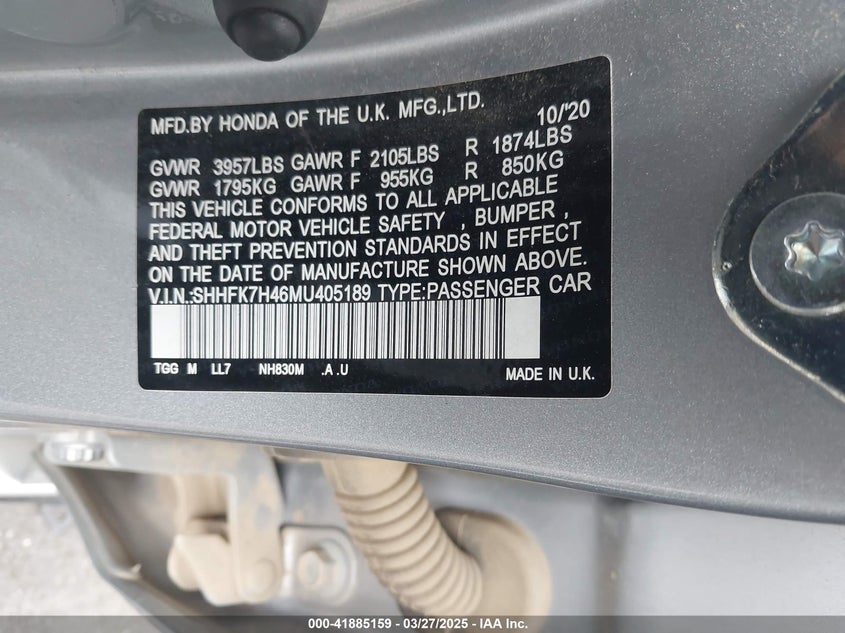 MFD.BY HONDA OF THE U.K. MFG.,LTD. 10/'20
GVWR 3957LBS GAWR F 2105LBS R 1874LBS
GVWR 1795KG GAWR F 955KG R 850KG
THIS VEHICLE CONFORMS TO ALL APPLICABLE
FEDERAL MOTOR VEHICLE SAFETY , BUMPER ,
AND THEFT PREVENTION STANDARDS IN EFFECT
ON THE DATE OF MANUFACTURE SHOWN ABOVE.
V.I.N.:SHHFK7H46MU405189 TYPE:PASSENGER CAR
TGG M LL7 NH830M .A .U
MADE IN U.K.
000-41885159 — 03/27/2025 — IAA Inc.